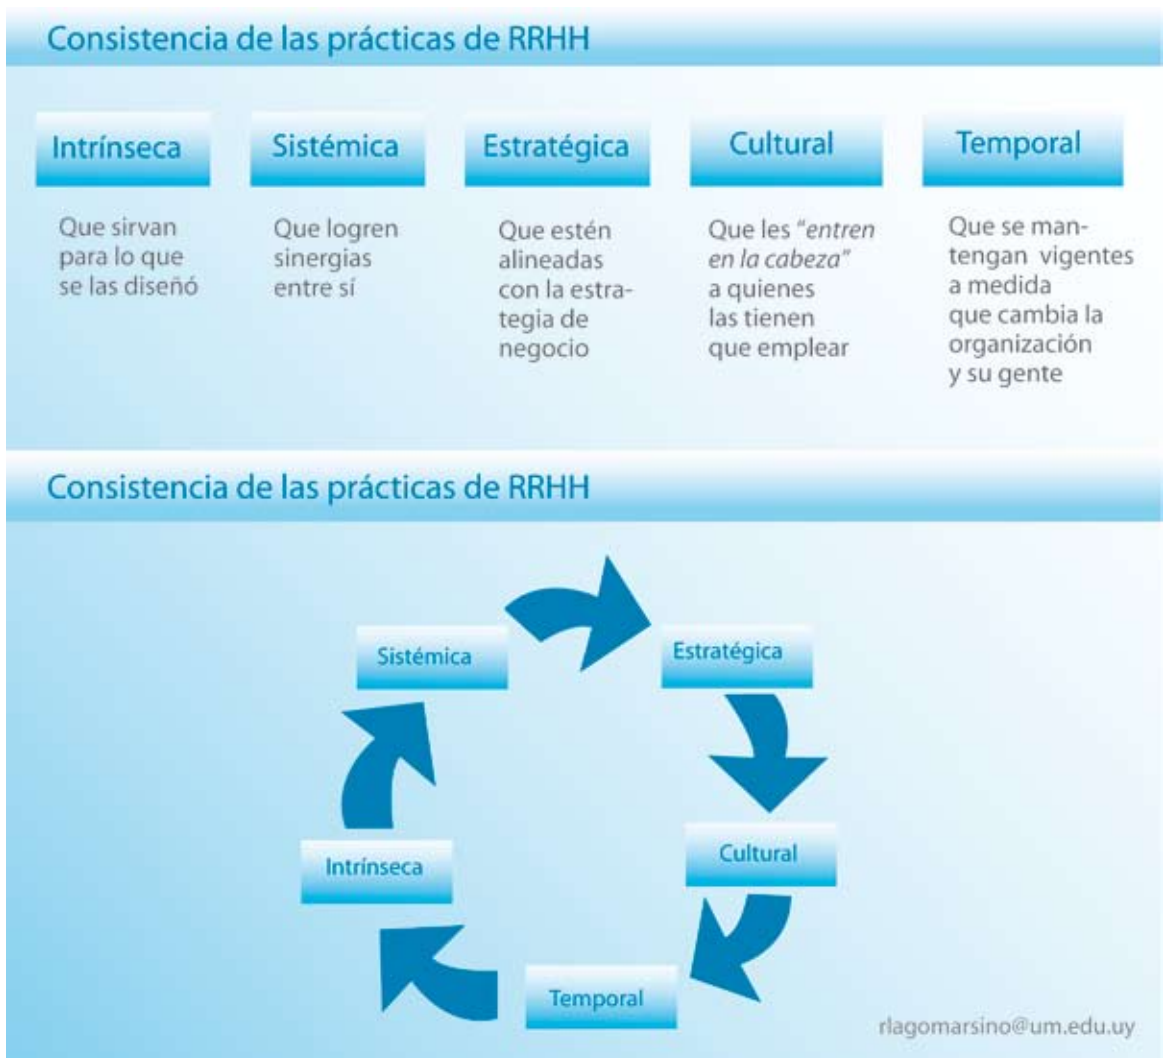 Consistencia de las prácticas de RRHH
Intrínseca
Que sirvan
para lo que
se las diseñó
Sistémica
Que logren
sinergias
entre sí
Estratégica
Que estén
alineadas
con la estra-
tegia de
negocio
Cultural
Que les "entren
en la cabeza"
a quienes
las tienen
que emplear
Temporal
Que se man-
tengan vigentes
a medida
que cambia la
organización
y su gente
Consistencia de las prácticas de RRHH
Sistémica
Estratégica
Cultural
Temporal
Intrínseca
rlagomarsino@um.edu.uy